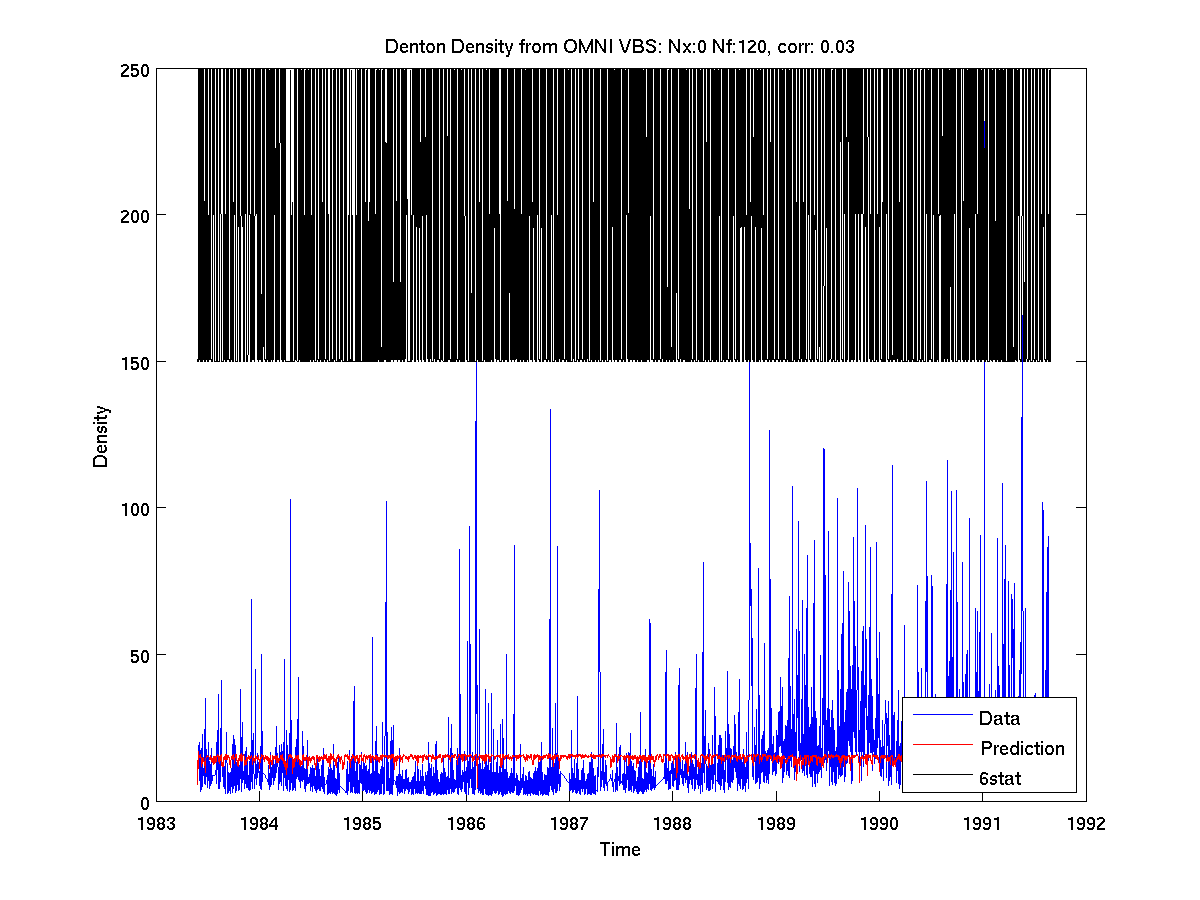 Denton Density from OMNI VBS: Nx:0 Nf:120, corr: 0.03
250
200
150
100
50
0
Density
1983 1984 1985 1986 1987 1988 1989 1990 1991 1992
Time
Data
Prediction
6stat